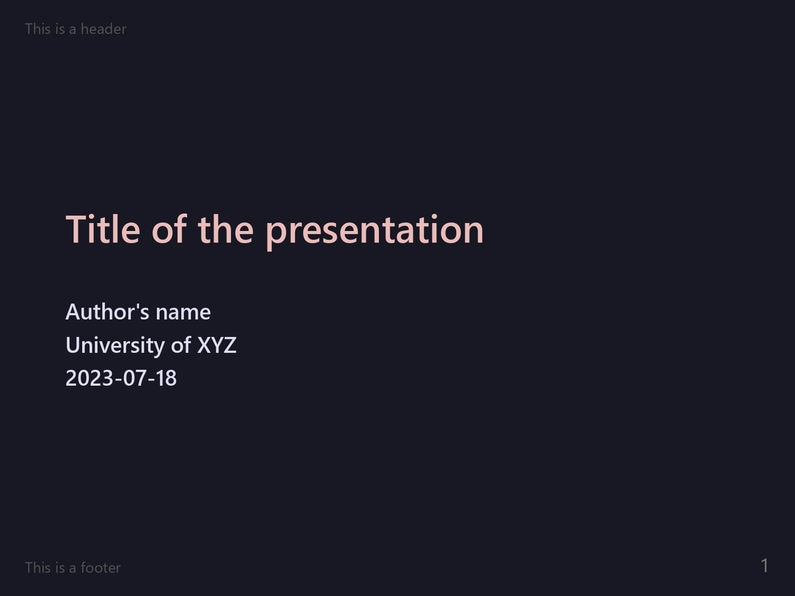 This is a header
Title of the presentation
Author's name
University of XYZ
2023-07-18
This is a footer
1